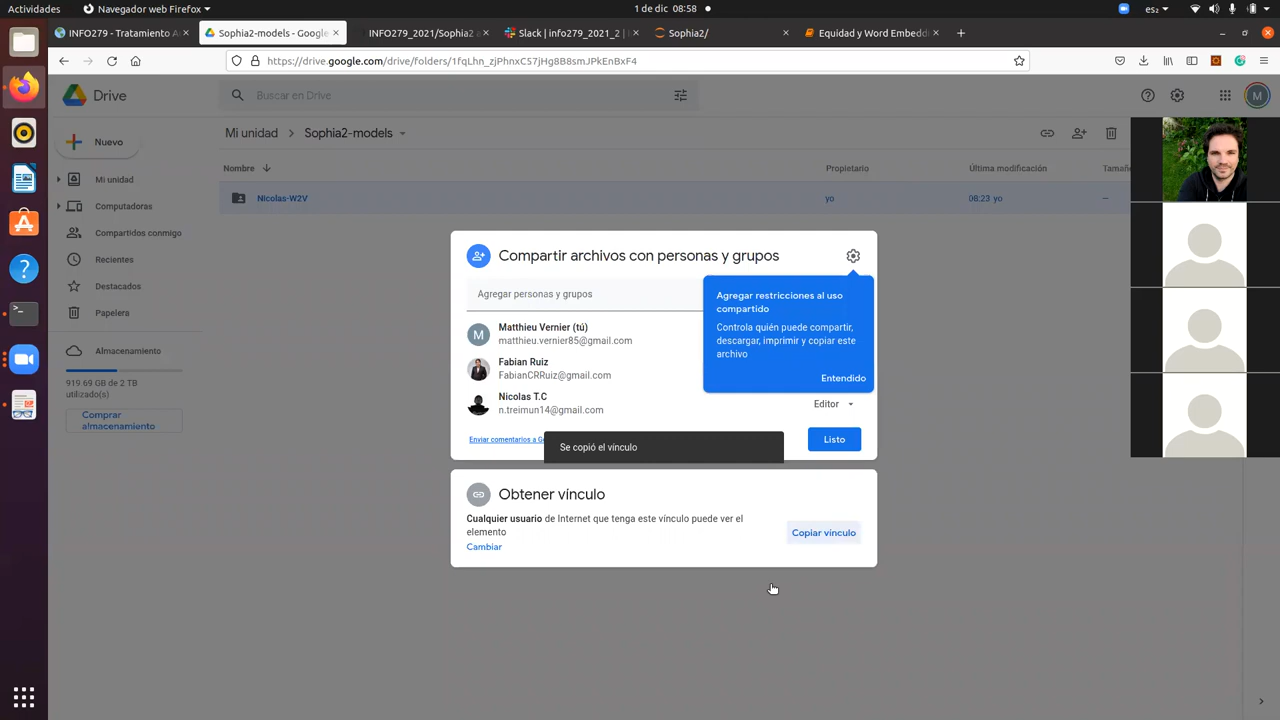 Actividades
Navegador web Firefox
1 de dic 08:58
es₂
INFO279 - Tratamiento A
Sophia2-models - Google
INFO279_2021/Sophia2
Slack | info279_2021_2 |
Sophia2/
Equidad y Word Embedd
https://drive.google.com/drive/folders/1fqLhn_zjPhnxC57jHg8B8smJPkEnBxF4
Drive
Buscar en Drive
M
Nuevo
Mi unidad
Sophia2-models
Nombre
Propietario
Última modificación
Tamañ
Mi unidad
Nicolas-W2V
yo
08:23 yo
—
Computadoras
Compartidos conmigo
Recientes
Destacados
Papelera
Almacenamiento
919.69 GB de 2 TB
utilizado(s)
Comprar
almacenamiento
Compartir archivos con personas y grupos
Agregar personas y grupos
M
Matthieu Vernier (tú)
matthieu.vernier85@gmail.com
Fabian Ruiz
FabianCRRuiz@gmail.com
Nicolas T.C
n.treimun14@gmail.com
Agregar restricciones al uso
compartido
Controla quién puede compartir,
descargar, imprimir y copiar este
archivo
Entendido
Editor
Enviar comentarios a G
Se copió el vínculo
Listo
Obtener vínculo
Cualquier usuario de Internet que tenga este vínculo puede ver el
elemento
Cambiar
Copiar vínculo